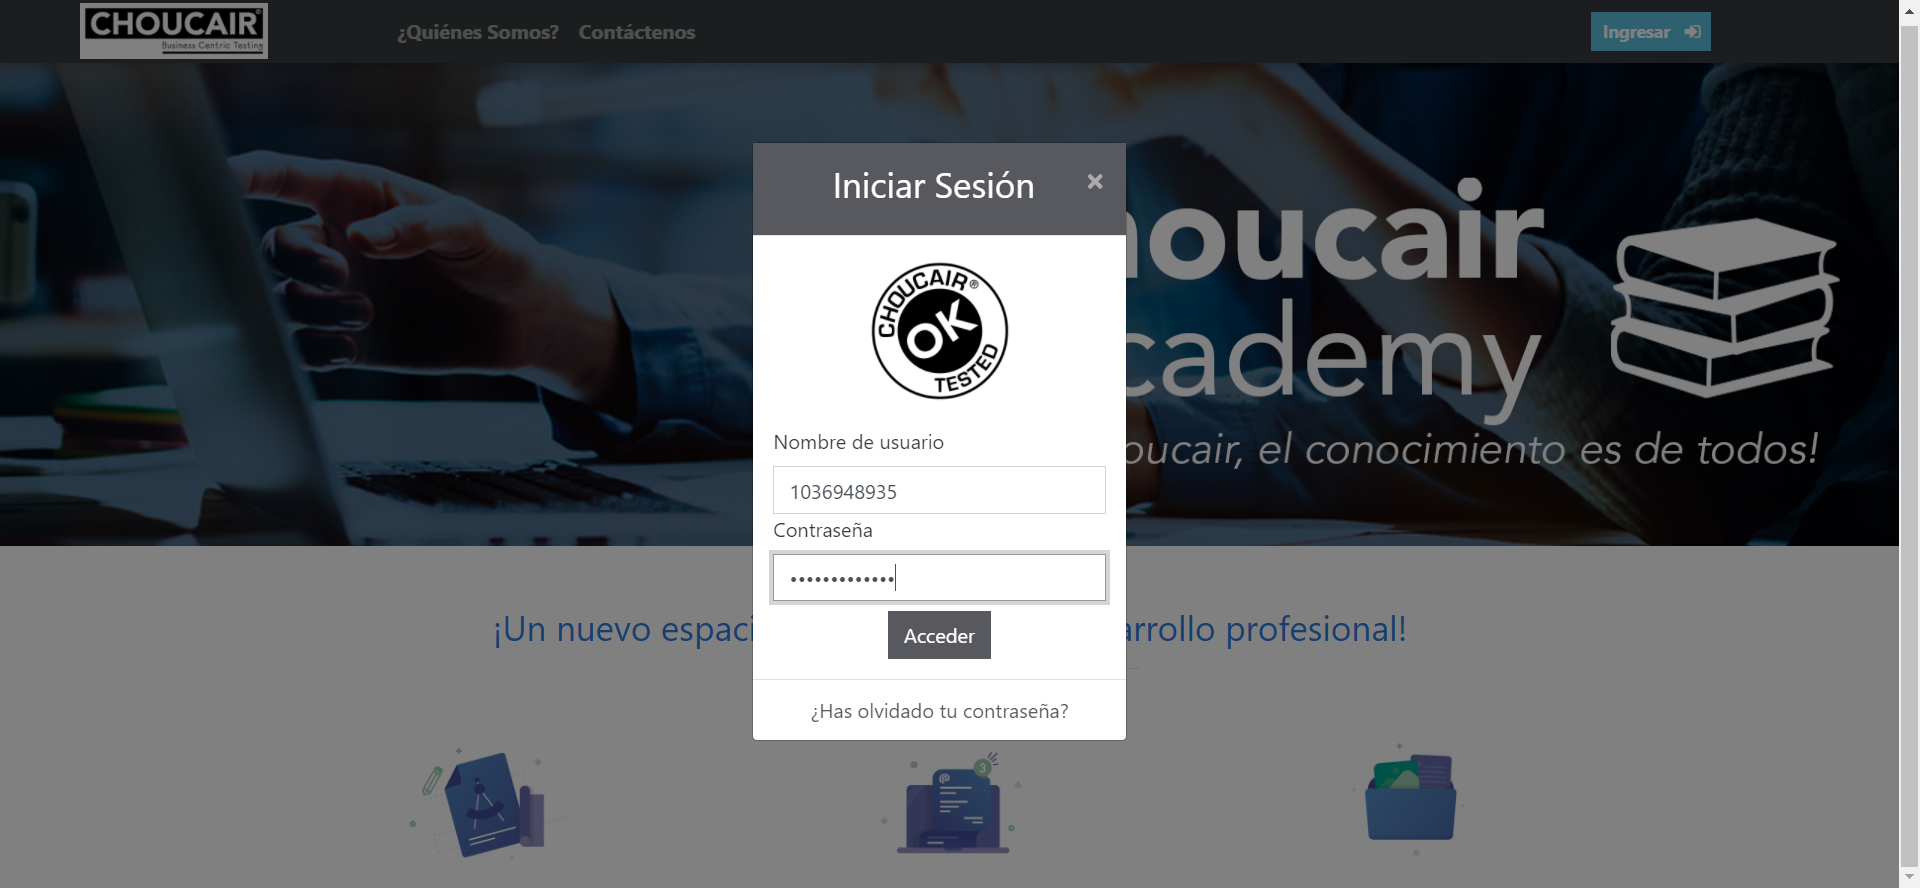 CHOUCAIR®
Business Centric Testing
¿Quiénes Somos?
Contáctenos
Ingresar
Iniciar Sesión
×
CHOUCAIR®
OK
TESTED
houcair
cademy
oucair, el conocimiento es de todos!
Nombre de usuario
1036948935
Contraseña
•••••••••••••
Acceder
¡Un nuevo espaci
arrollo profesional!
¿Has olvidado tu contraseña?
@
3